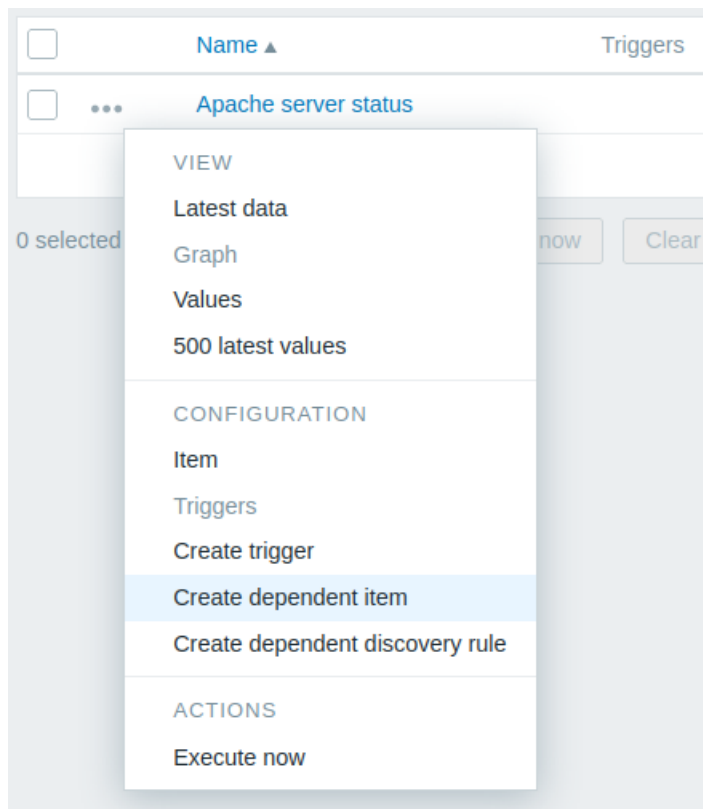 Name ▲ Triggers
Apache server status
VIEW
Latest data
0 selected now Clear
Graph
Values
500 latest values
CONFIGURATION
Item
Triggers
Create trigger
Create dependent item
Create dependent discovery rule
ACTIONS
Execute now